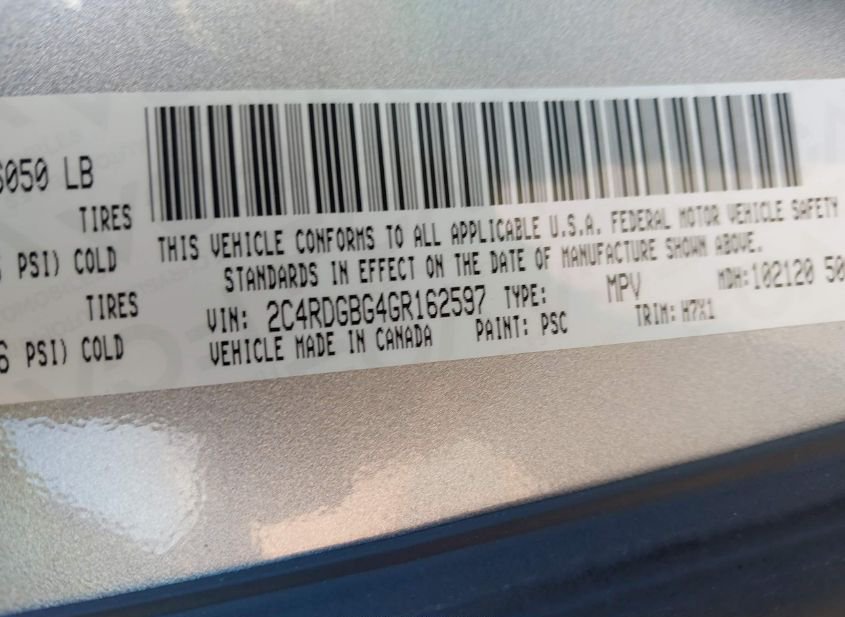 6050 LB
TIRES
PSI) COLD
TIRES
6 PSI) COLD
THIS VEHICLE CONFORMS TO ALL APPLICABLE U.S.A. FEDERAL MOTOR VEHICLE SAFETY
STANDARDS IN EFFECT ON THE DATE OF MANUFACTURE SHOWN ABOVE.
VIN: 2C4RDGBG4GR162597 TYPE: MPV MDH: 102120 50
VEHICLE MADE IN CANADA PAINT: PSC TRIM: H7X1